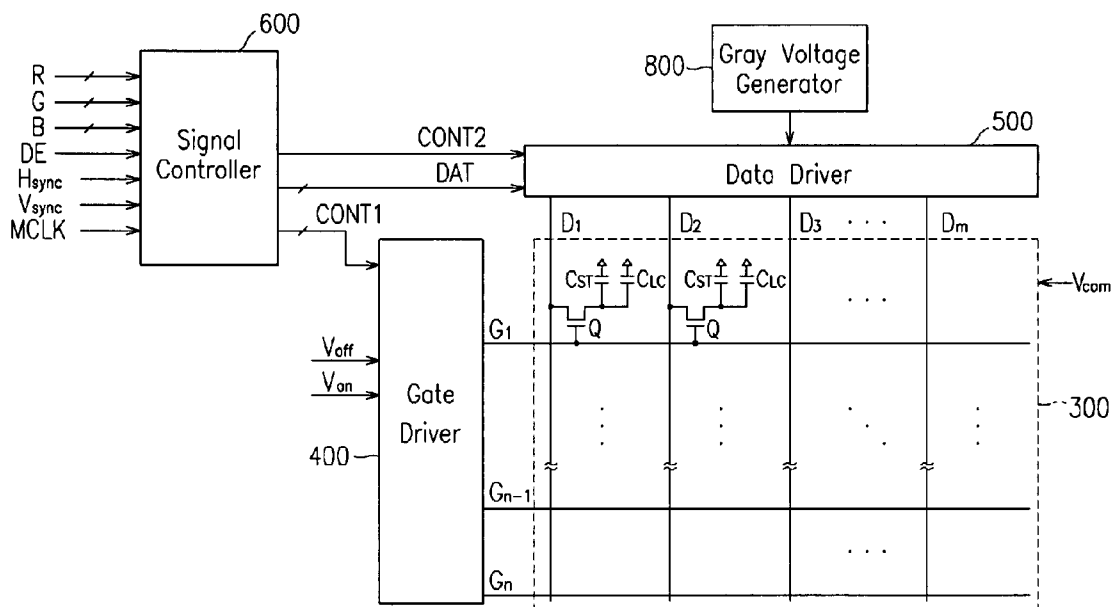 600
R
G
B
DE
Hsync
Vsync
MCLK
Signal
Controller
CONT2
DAT
CONT1
800
Gray Voltage
Generator
500
Data Driver
D1
D2
D3
. . .
Dm
CST
CLC
CST
CLC
. . .
Vcom
Q
Q
G1
Voff
Von
Gate
Driver
400
300
Gn-1
. . .
Gn